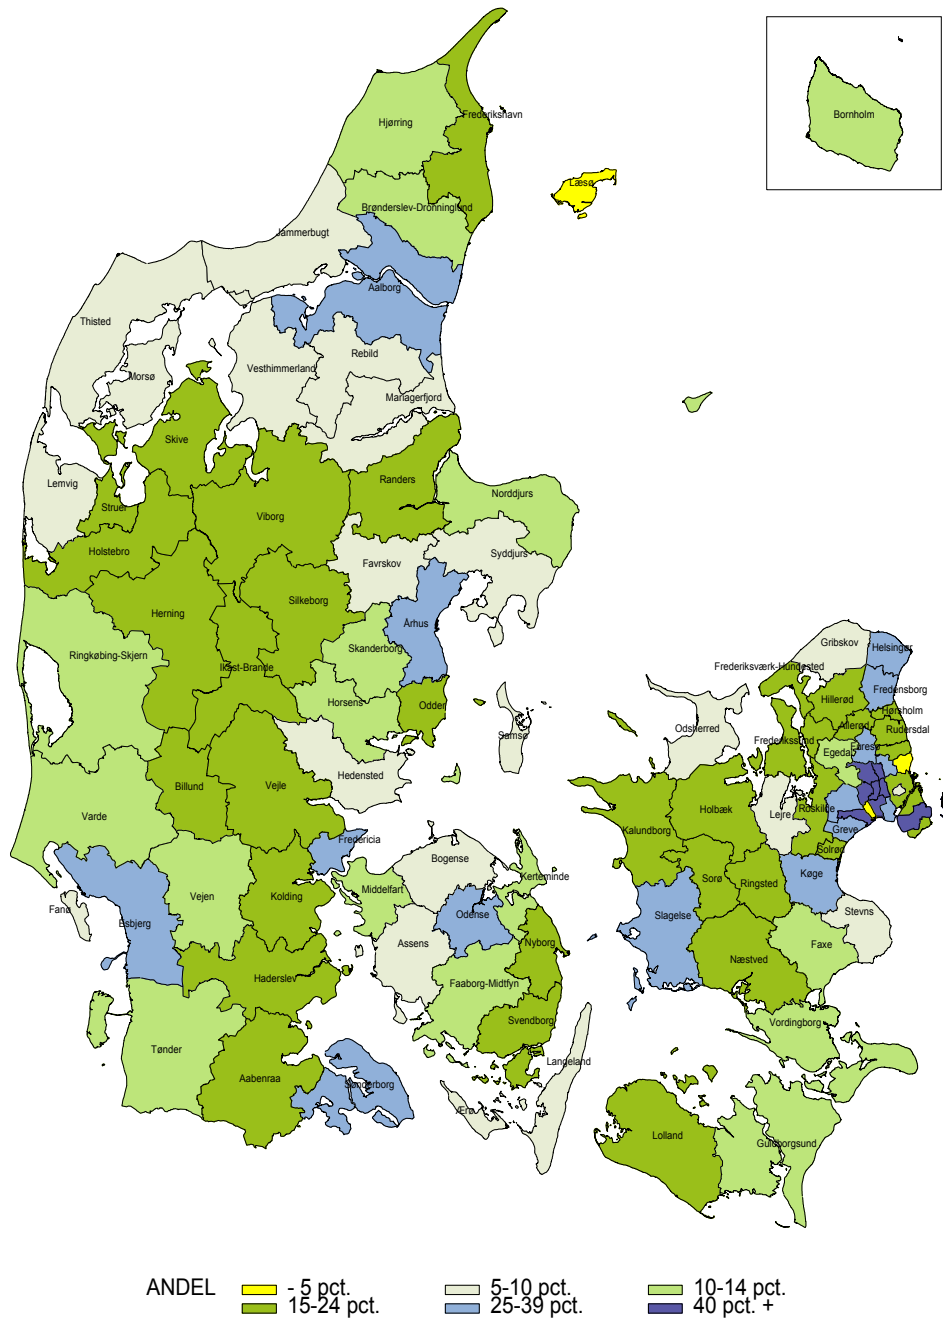 Bornholm
Hjørring
Frederikshavn
Læsø
Brønderslev-Dronninglund
Jammerbugt
Aalborg
Thisted
Rebild
Vesthimmerland
Morsø
Mariagerfjord
Skive
Lemvig
Randers
Norddjurs
Struer
Viborg
Holstebro
Syddjurs
Favrskov
Silkeborg
Herning
Århus
Gribskov
Helsingør
Skanderborg
Ringkøbing-Skjern
Ikast-Brande
Frederiksværk-Hundested
Fredensborg
Hillerød
Horsens
Odder
Hørsholm
Allerød
Rudersdal
Odsherred
Samsø
Frederikssund
Egedal
Furesø
Hedensted
Billund
Vejle
Holbæk
Roskilde
Varde
Lejre
Kalundborg
Greve
Fredericia
Solrød
Bogense
Køge
Sorø
Ringsted
Kerteminde
Middelfart
Vejen
Kolding
Fanø
Esbjerg
Odense
Slagelse
Stevns
Assens
Nyborg
Faxe
Næstved
Haderslev
Faaborg-Midtfyn
Svendborg
Vordingborg
Tønder
Langeland
Aabenraa
Sønderborg
Ærø
Lolland
Guldborgsund
ANDEL - 5 pct. 5-10 pct. 10-14 pct.
15-24 pct. 25-39 pct. 40 pct. +